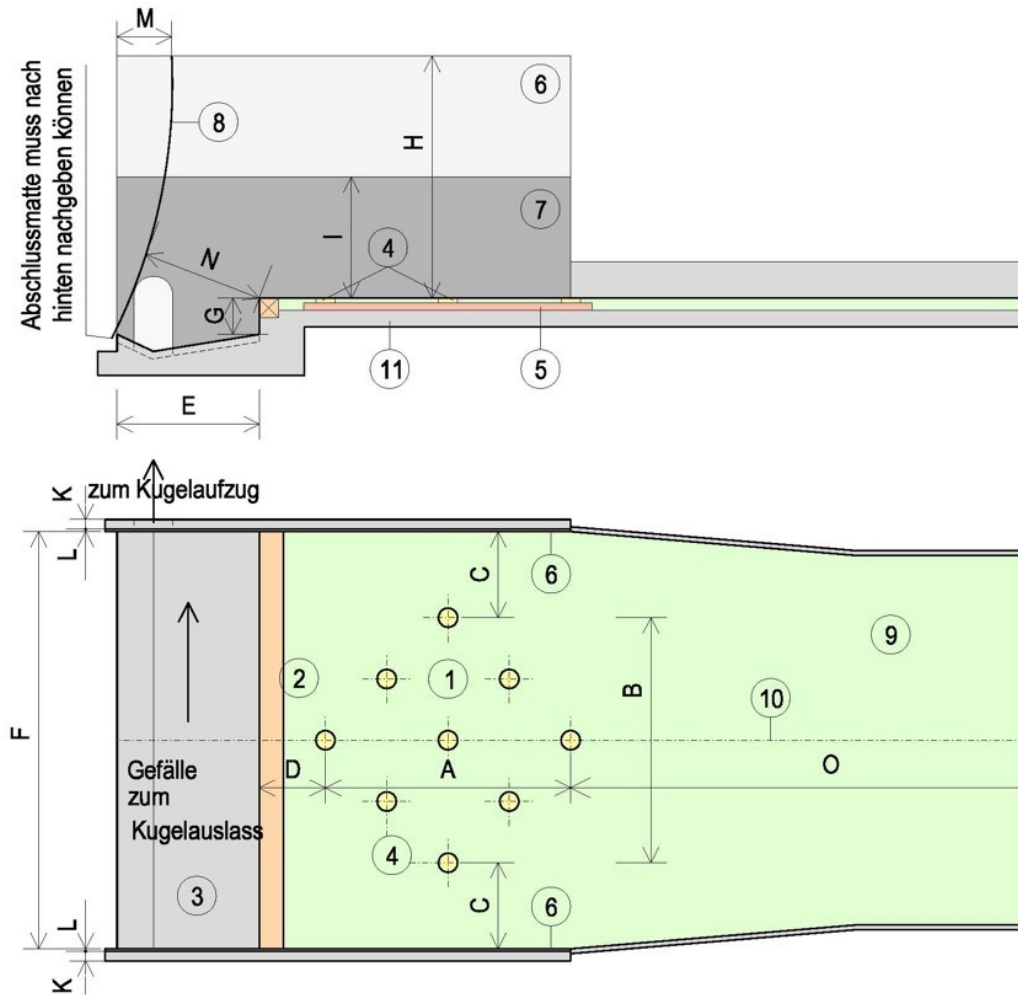 M
Abschlussmatte muss nach
hinten nachgeben können
8
6
H
7
I
4
N
G
11
5
E
zum Kugelaufzug
K
L
6
C
9
2
1
B
10
F
D
A
O
Gefälle
zum
Kugelauslass
4
3
C
6
L
K